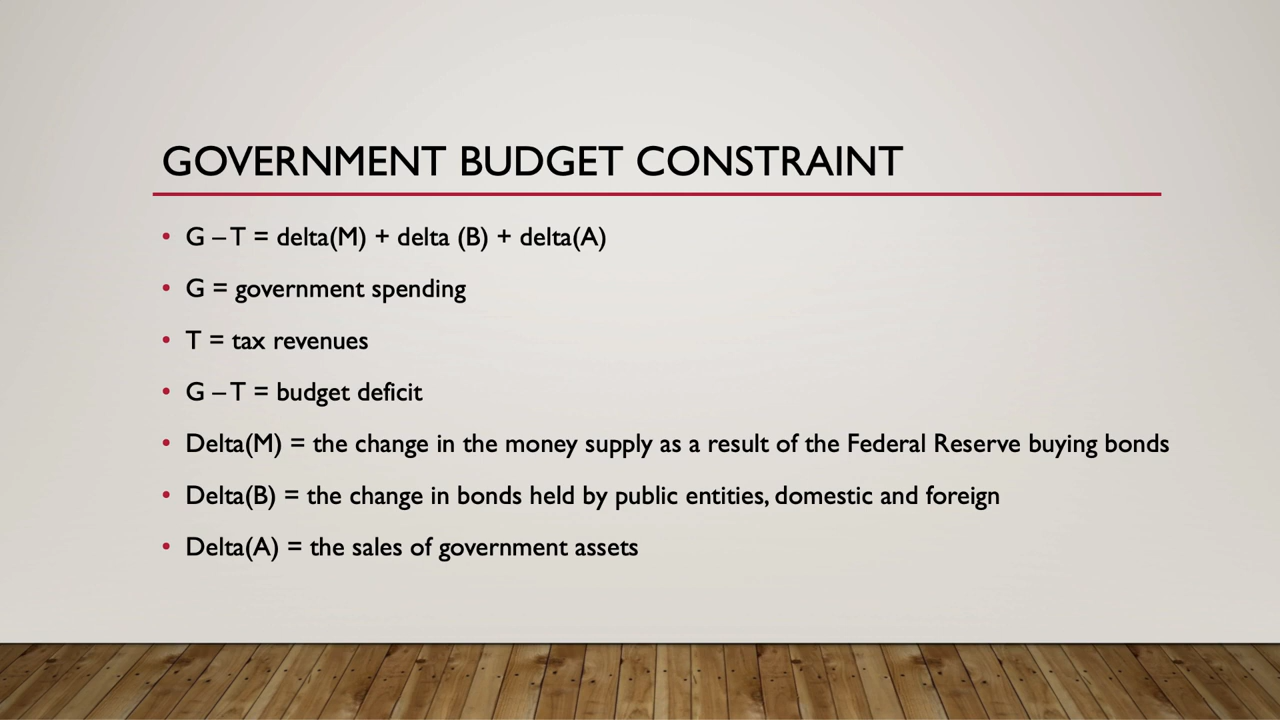 GOVERNMENT BUDGET CONSTRAINT
• G – T = delta(M) + delta (B) + delta(A)
• G = government spending
• T = tax revenues
• G – T = budget deficit
• Delta(M) = the change in the money supply as a result of the Federal Reserve buying bonds
• Delta(B) = the change in bonds held by public entities, domestic and foreign
• Delta(A) = the sales of government assets